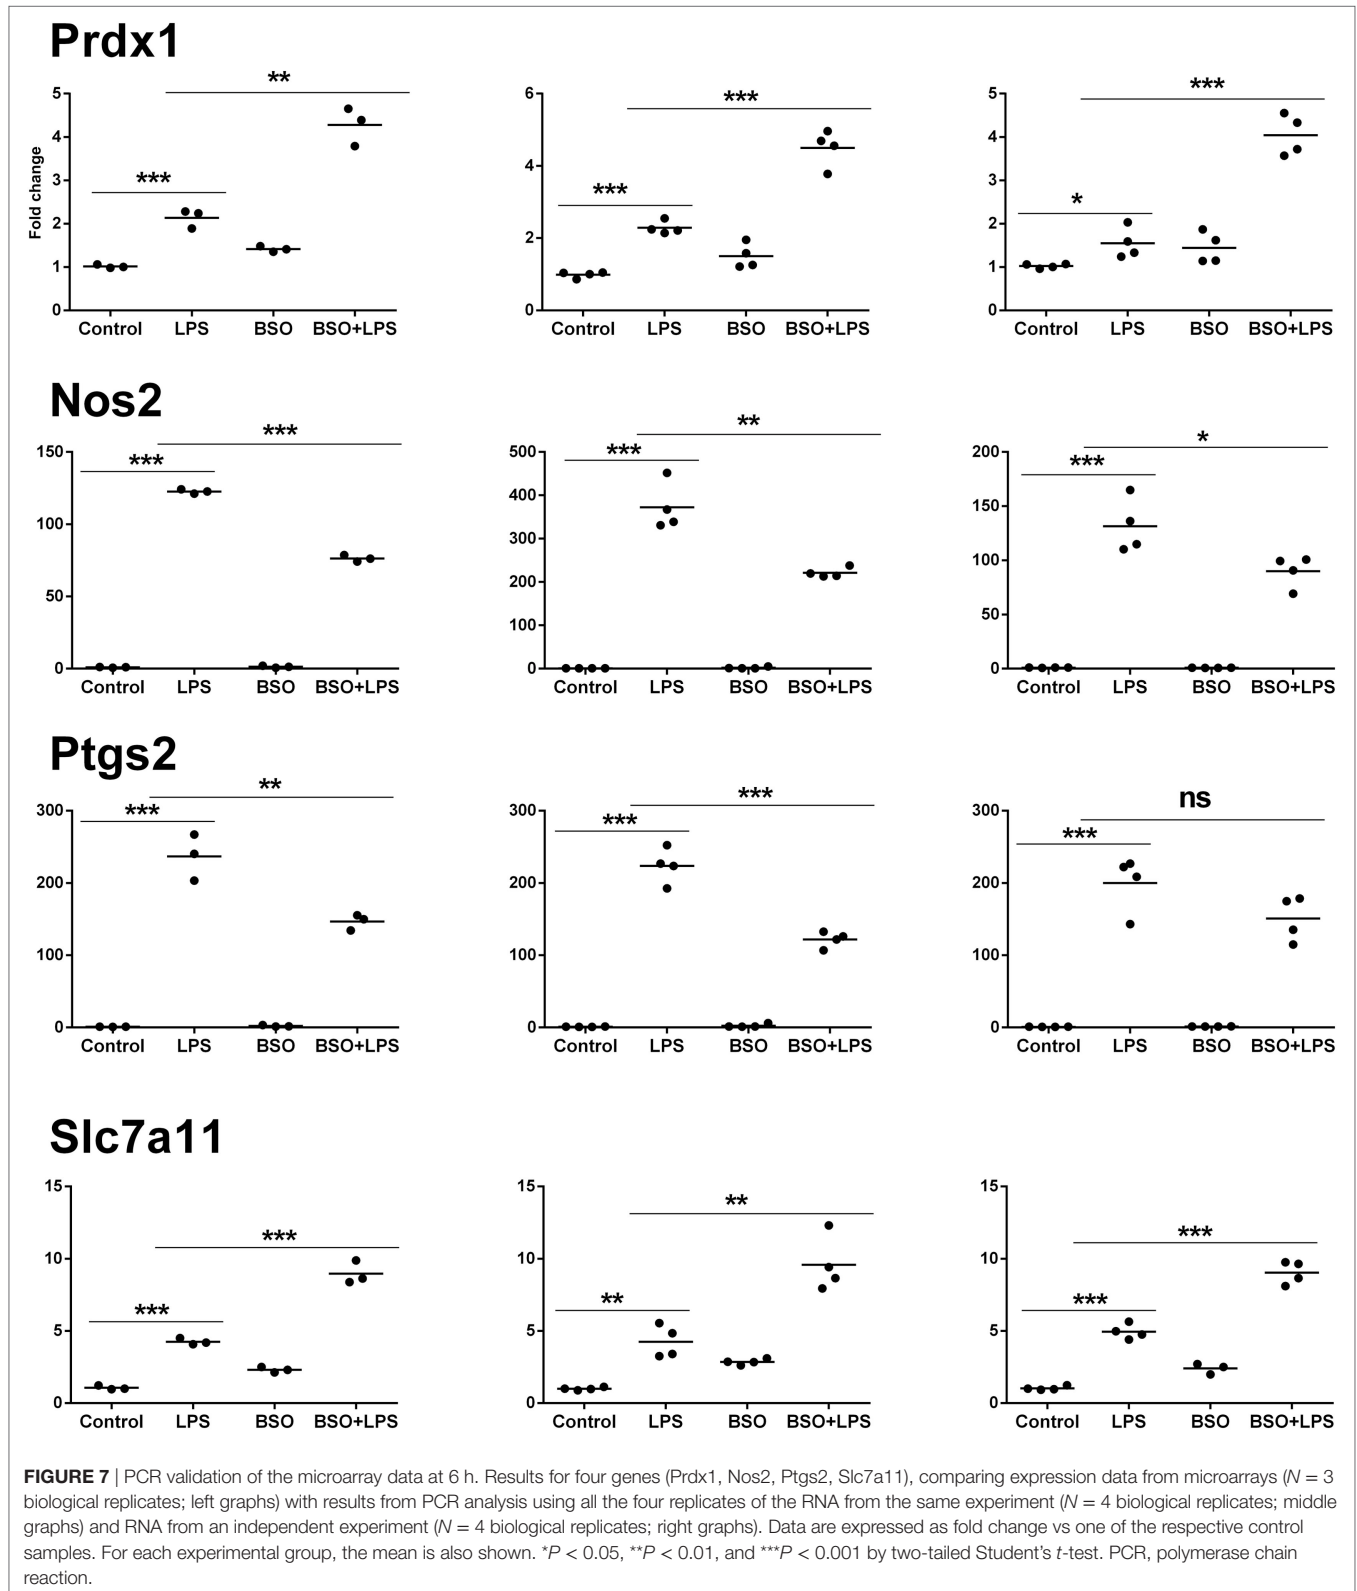 Prdx1
** *** ***
*** *** *
Fold change
5 4 3 2 1 0
6 4 2 0
5 4 3 2 1 0
Control LPS BSO BSO+LPS Control LPS BSO BSO+LPS Control LPS BSO BSO+LPS
Nos2
*** ** *
*** *** ***
150 100 50 0
500 400 300 200 100 0
200 150 100 50 0
Control LPS BSO BSO+LPS Control LPS BSO BSO+LPS Control LPS BSO BSO+LPS
Ptgs2
** *** ns
*** *** ***
300 200 100 0
300 200 100 0
300 200 100 0
Control LPS BSO BSO+LPS Control LPS BSO BSO+LPS Control LPS BSO BSO+LPS
Slc7a11
*** ** ***
*** ** ***
15 10 5 0
15 10 5 0
15 10 5 0
Control LPS BSO BSO+LPS Control LPS BSO BSO+LPS Control LPS BSO BSO+LPS
FIGURE 7 | PCR validation of the microarray data at 6 h. Results for four genes (Prdx1, Nos2, Ptgs2, Slc7a11), comparing expression data from microarrays (N = 3
biological replicates; left graphs) with results from PCR analysis using all the four replicates of the RNA from the same experiment (N = 4 biological replicates; middle
graphs) and RNA from an independent experiment (N = 4 biological replicates; right graphs). Data are expressed as fold change vs one of the respective control
samples. For each experimental group, the mean is also shown. *P < 0.05, **P < 0.01, and ***P < 0.001 by two-tailed Student's t-test. PCR, polymerase chain
reaction.